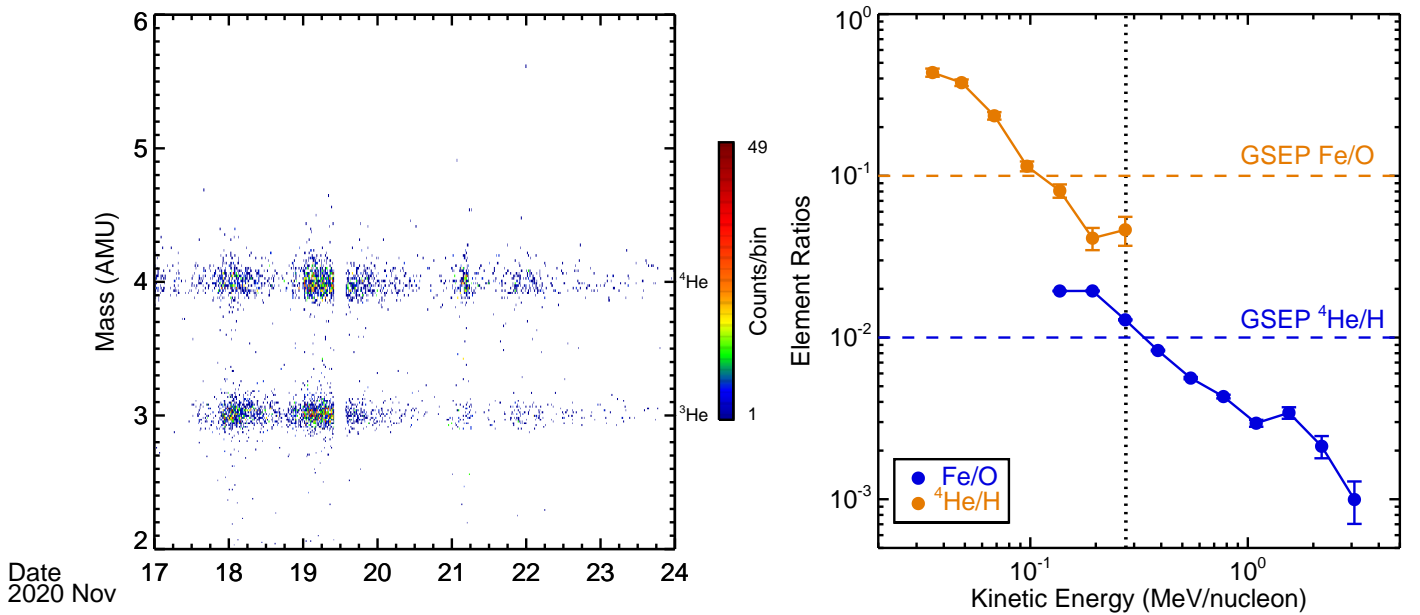 6
5
4
3
2
Mass (AMU)
⁴He
³He
17 18 19 20 21 22 23 24
Date
2020 Nov
49
Counts/bin
1
10⁰
10⁻¹
10⁻²
10⁻³
Element Ratios
GSEP Fe/O
GSEP ⁴He/H
Fe/O
⁴He/H
10⁻¹ 10⁰
Kinetic Energy (MeV/nucleon)